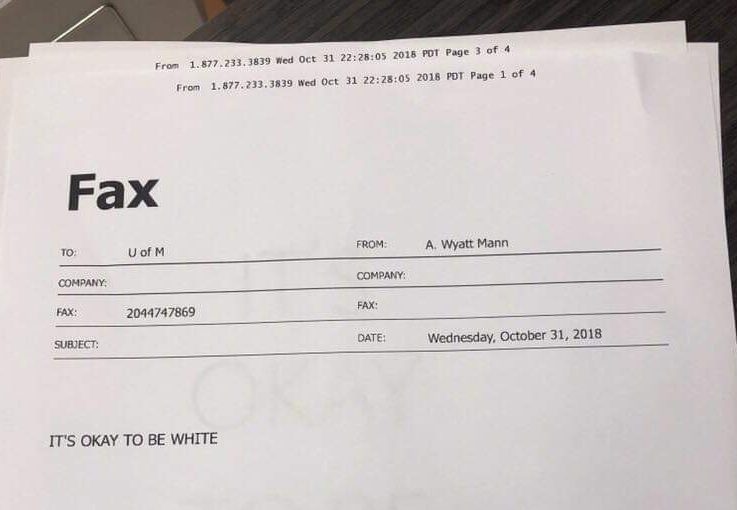 From 1.877.233.3839 Wed Oct 31 22:28:05 2018 PDT Page 3 of 4
From 1.877.233.3839 Wed Oct 31 22:28:05 2018 PDT Page 1 of 4
Fax
TO: U of M FROM: A. Wyatt Mann
COMPANY: COMPANY:
FAX: 2044747869 FAX:
SUBJECT: DATE: Wednesday, October 31, 2018
IT'S OKAY TO BE WHITE